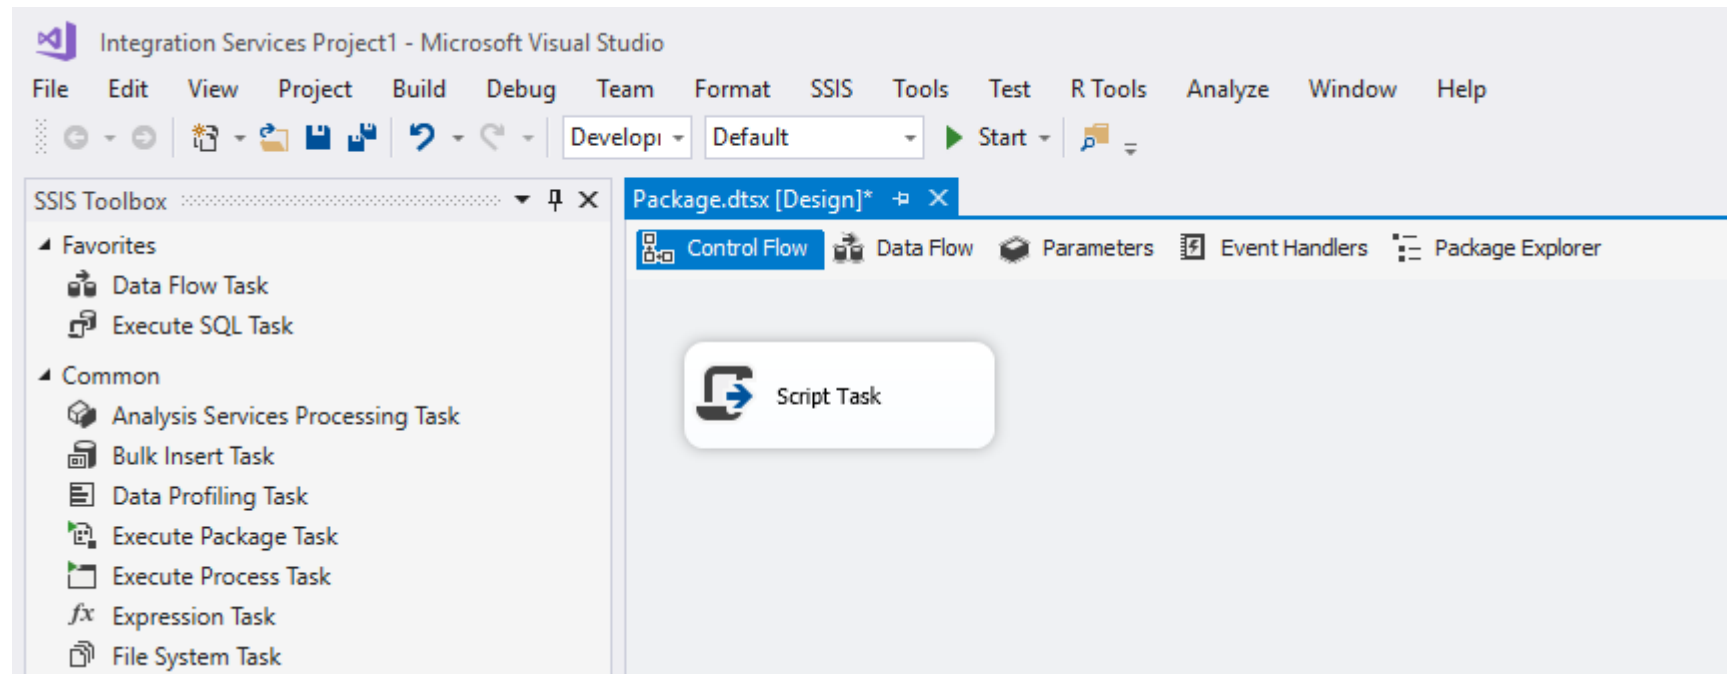 Integration Services Project1 - Microsoft Visual Studio
File Edit View Project Build Debug Team Format SSIS Tools Test R Tools Analyze Window Help
Developı Default Start
SSIS Toolbox
Package.dtsx [Design]*
Favorites
Data Flow Task
Execute SQL Task
Common
Analysis Services Processing Task
Bulk Insert Task
Data Profiling Task
Execute Package Task
Execute Process Task
fx Expression Task
File System Task
Control Flow Data Flow Parameters Event Handlers Package Explorer
Script Task